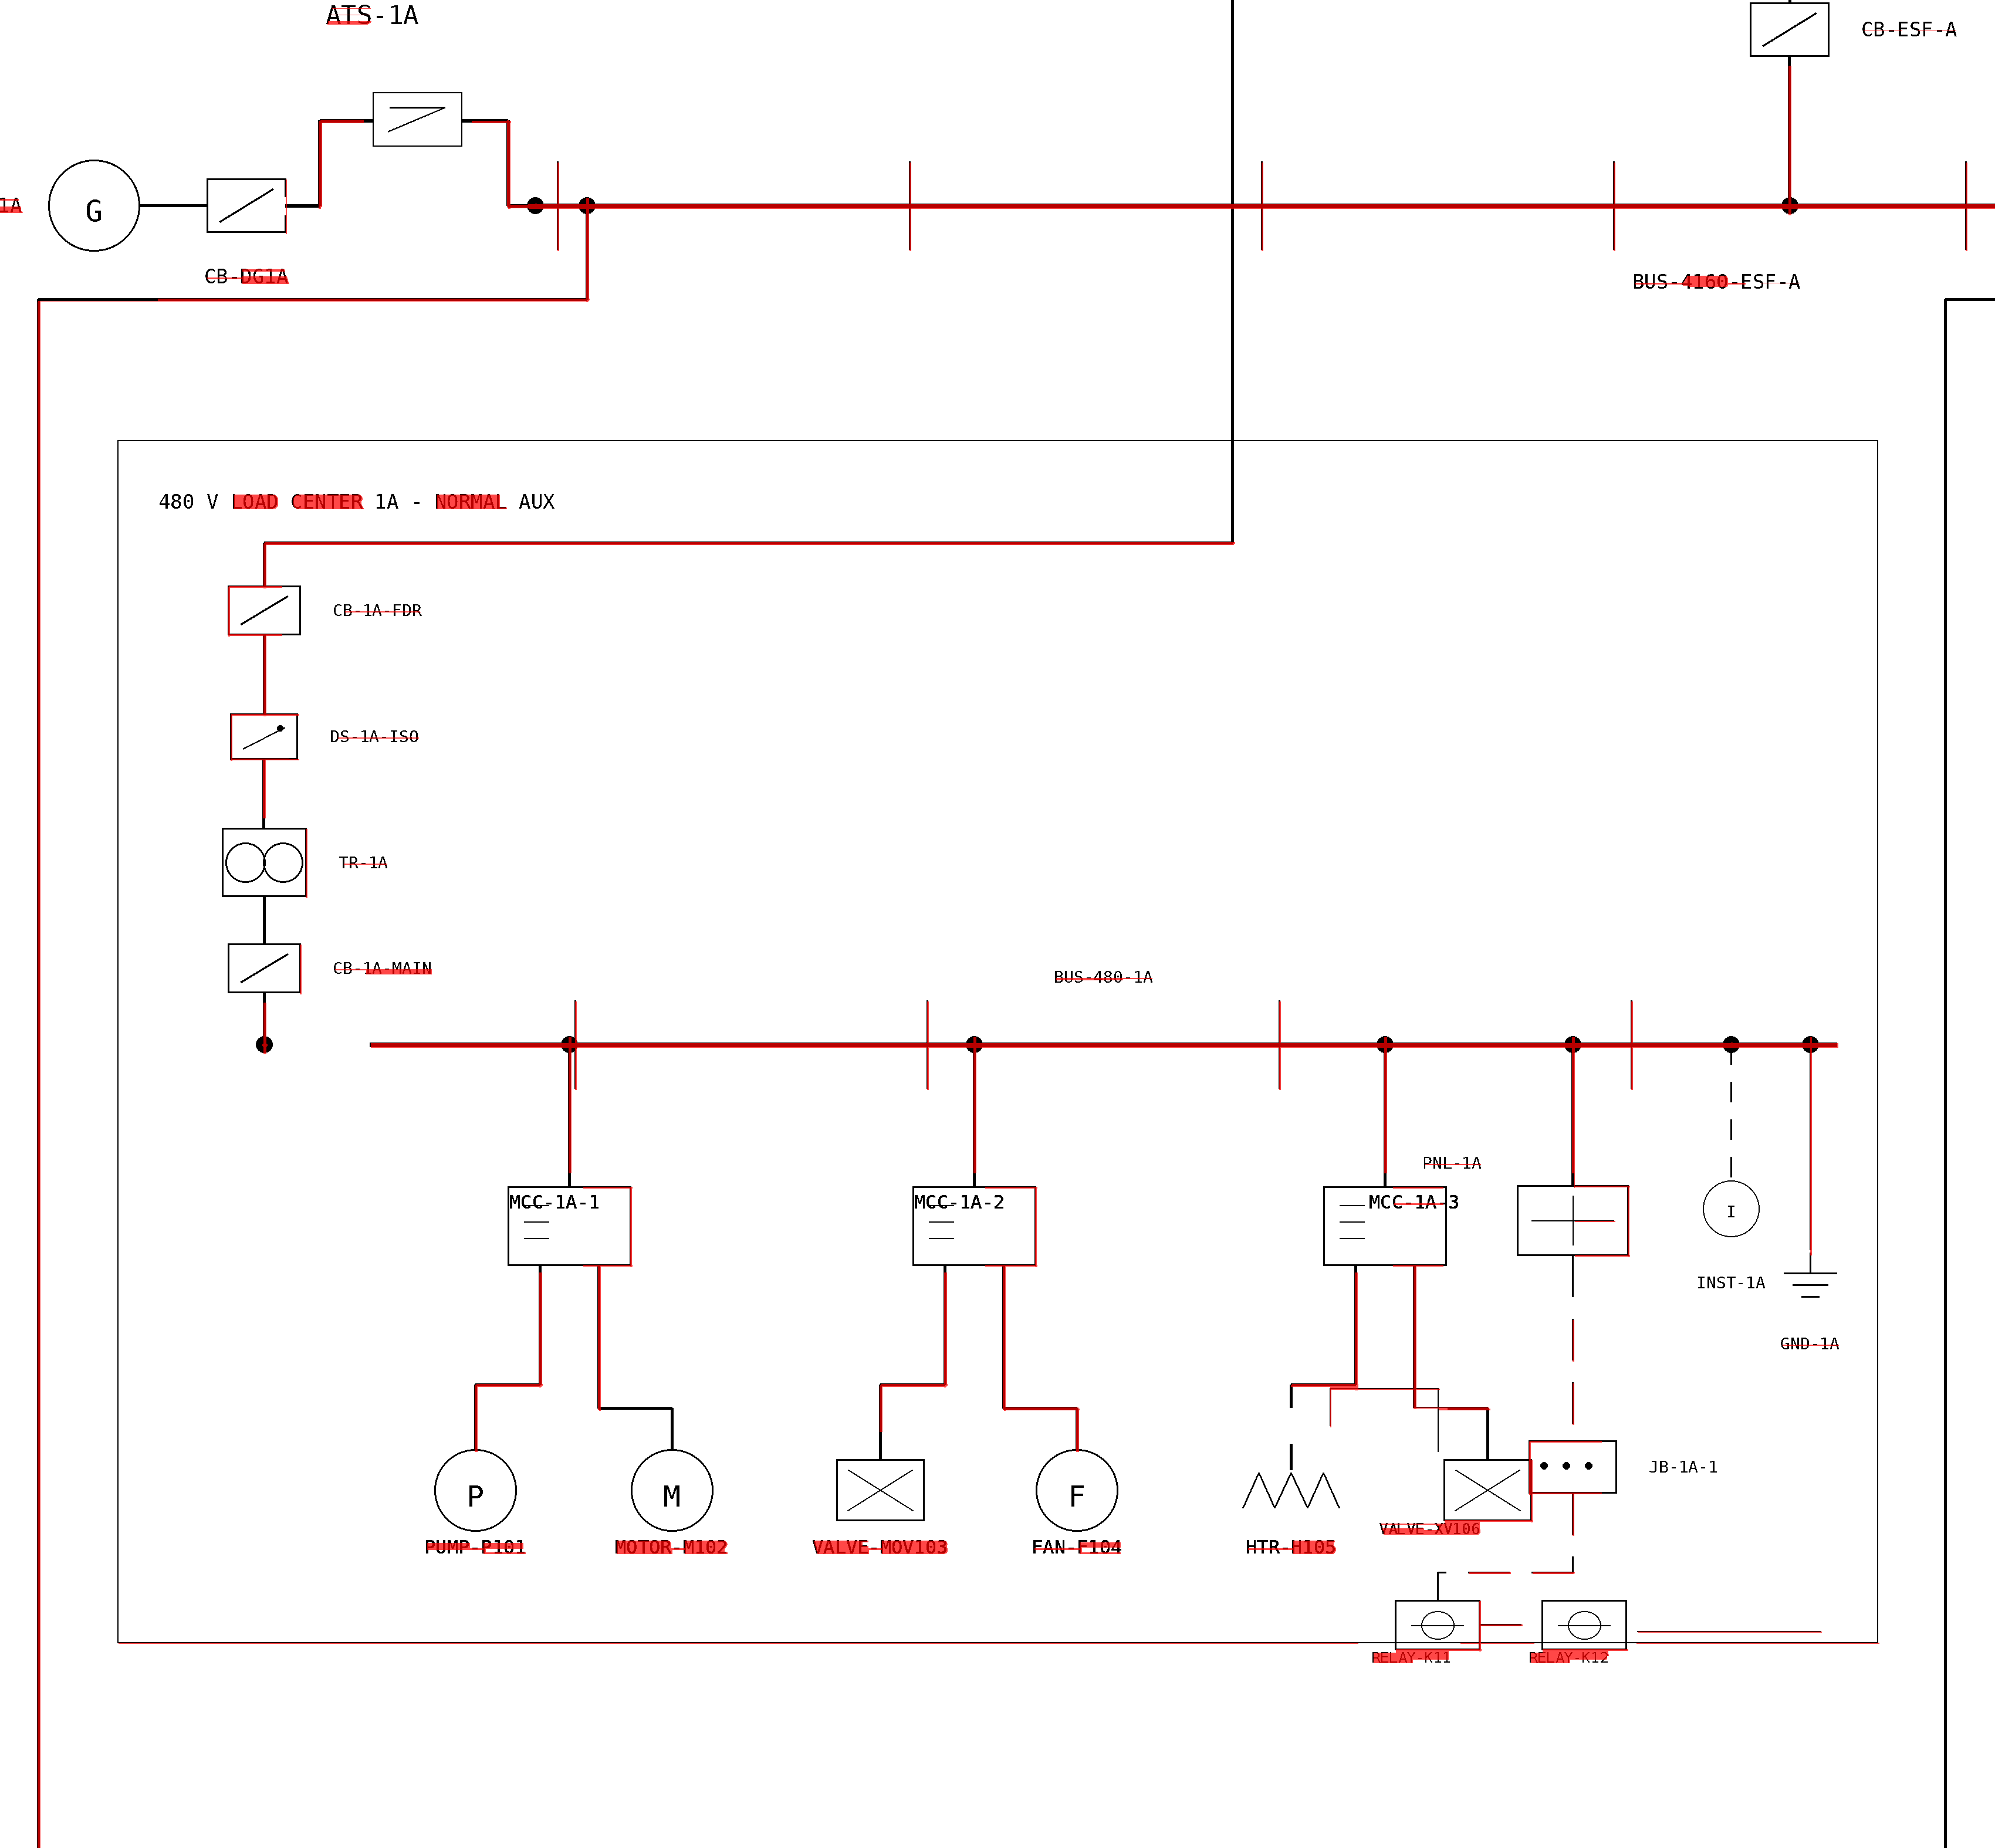 ATS-1A
CB-ESF-A
1A
G
CB-DG1A
BUS-4160-ESF-A
480 V LOAD CENTER 1A - NORMAL AUX
CB-1A-FDR
DS-1A-ISO
TR-1A
CB-1A-MAIN
BUS-480-1A
PNL-1A
MCC-1A-1
MCC-1A-2
MCC-1A-3
I
INST-1A
GND-1A
JB-1A-1
P
M
F
VALVE-XV106
PUMP-P101
MOTOR-M102
VALVE-MOV103
FAN-F104
HTR-H105
RELAY-K11
RELAY-K12